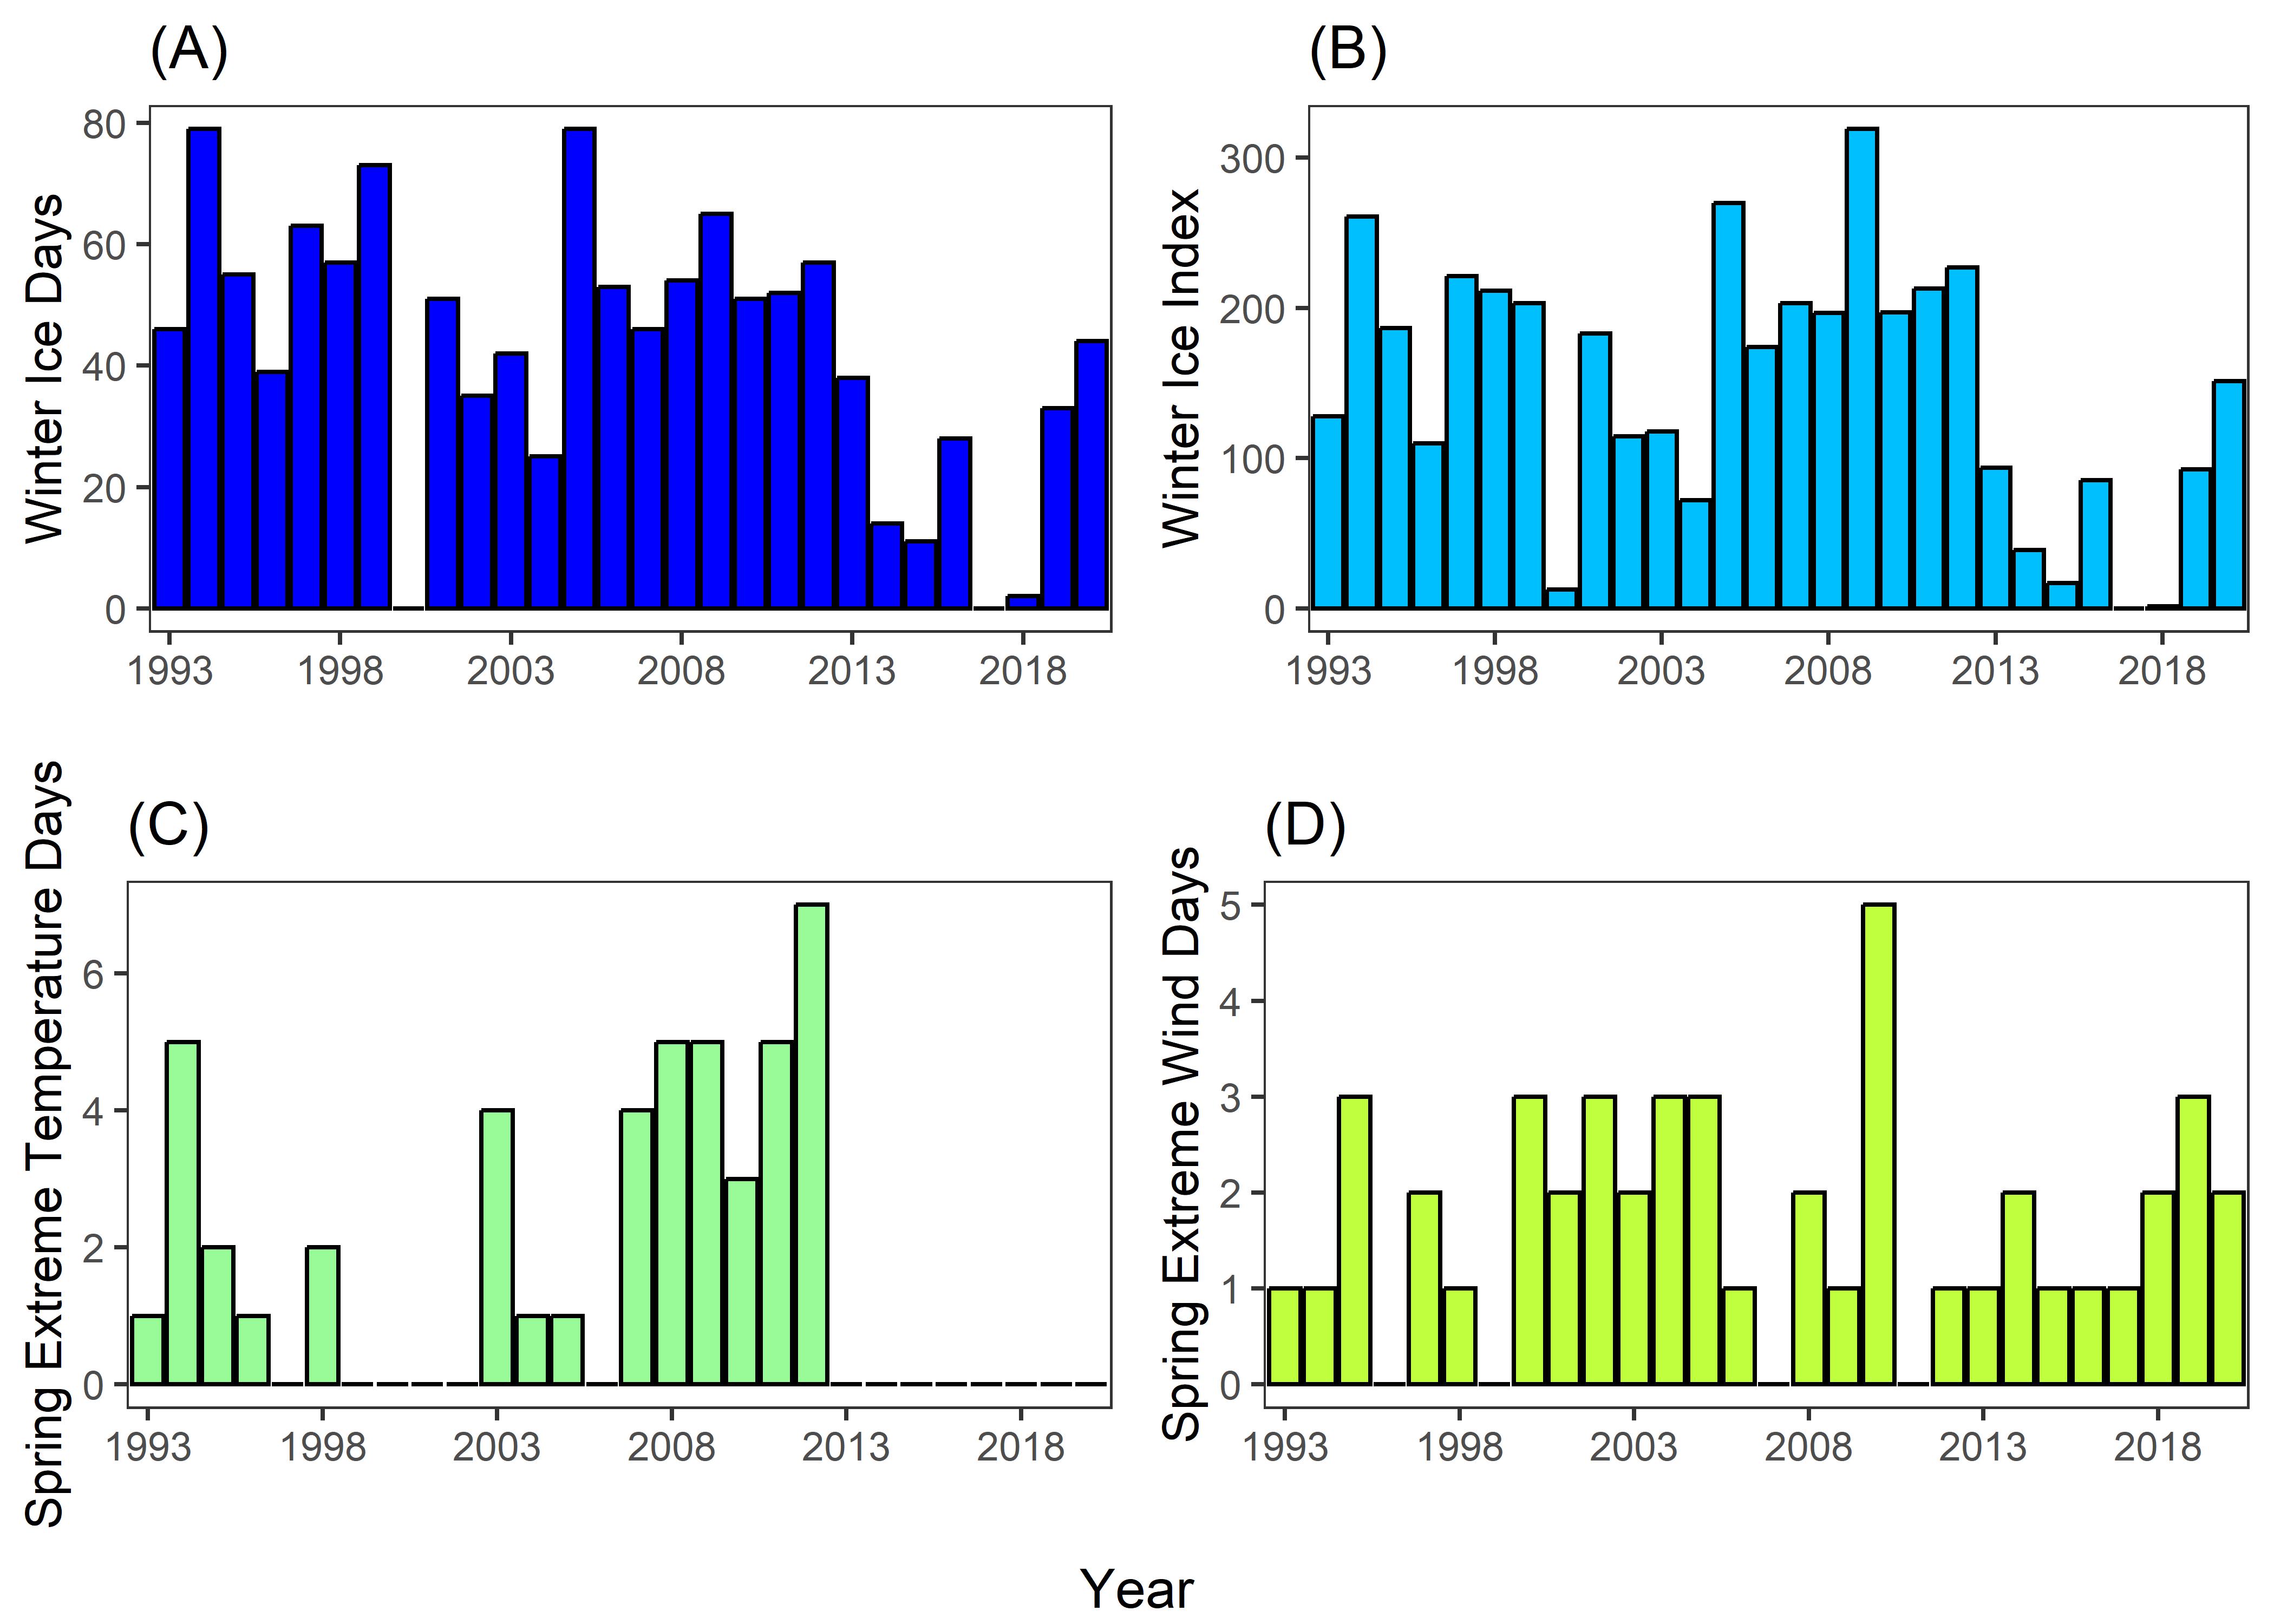 (A)
Winter Ice Days
80
60
40
20
0
1993 1998 2003 2008 2013 2018
(B)
Winter Ice Index
300
200
100
0
1993 1998 2003 2008 2013 2018
(C)
Spring Extreme Temperature Days
6
4
2
0
1993 1998 2003 2008 2013 2018
(D)
Spring Extreme Wind Days
5
4
3
2
1
0
1993 1998 2003 2008 2013 2018
Year